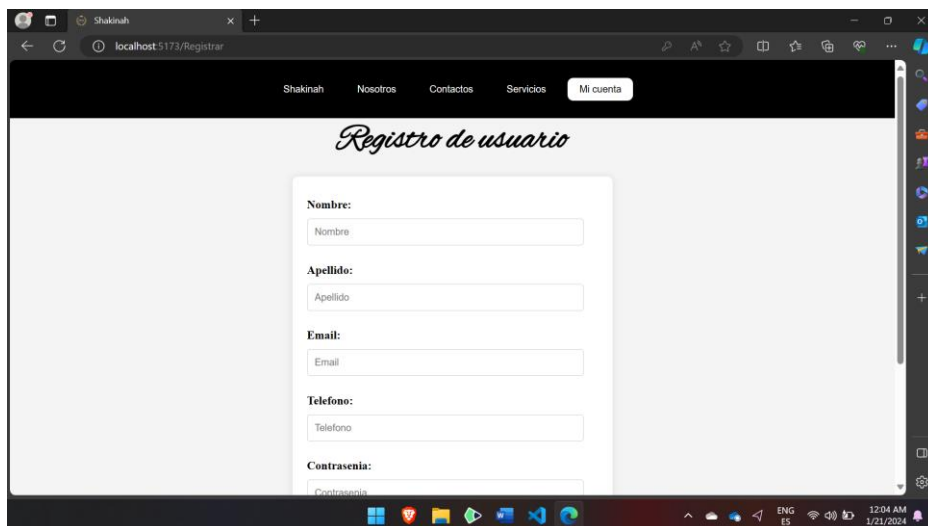 Shakinah
localhost:5173/Registrar
Shakinah Nosotros Contactos Servicios Mi cuenta
Registro de usuario
Nombre:
Nombre
Apellido:
Apellido
Email:
Email
Telefono:
Telefono
Contrasenia:
Contrasenia
ENG
ES
12:04 AM
1/21/2024